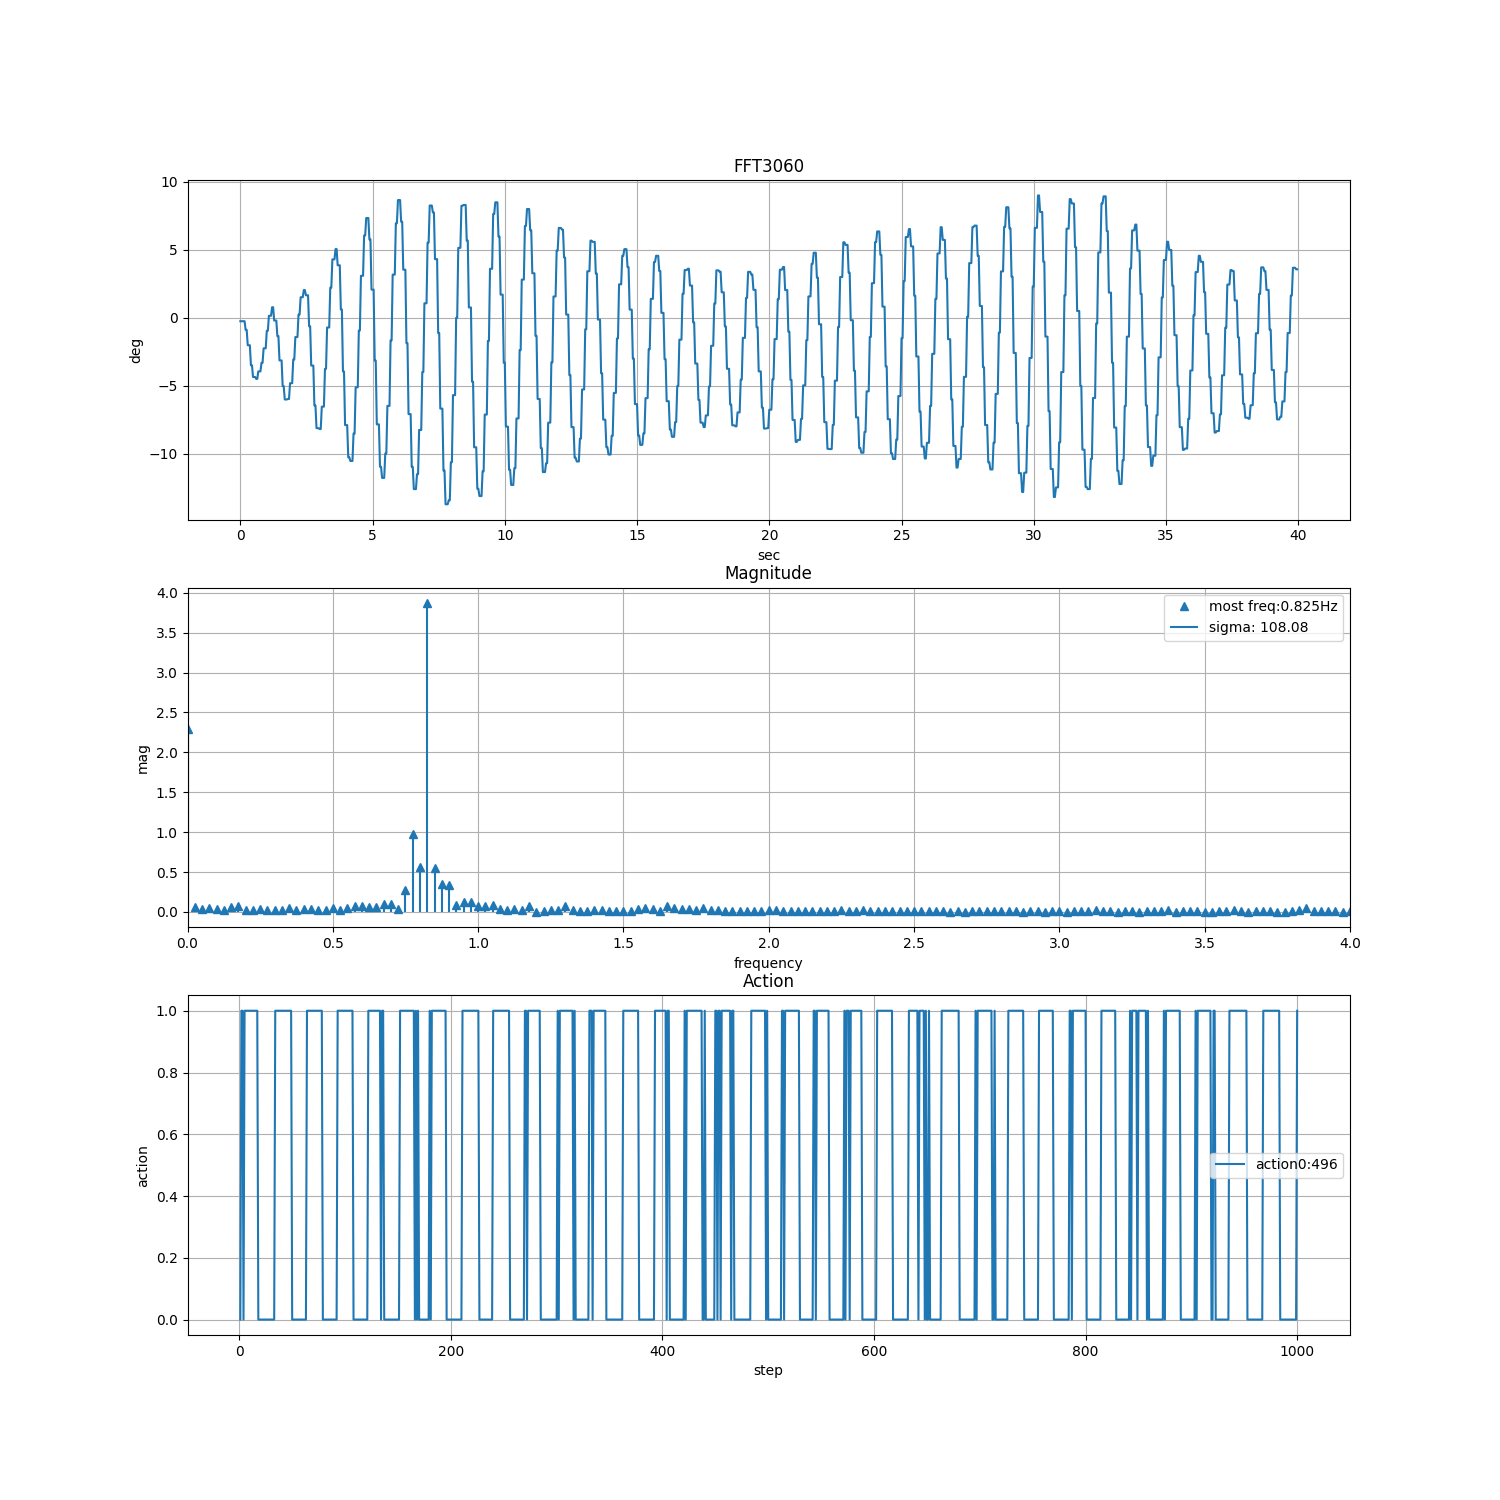 FFT3060
10
5
0
−5
−10
deg
0 5 10 15 20 25 30 35 40
sec
Magnitude
4.0
3.5
3.0
2.5
2.0
1.5
1.0
0.5
0.0
mag
most freq:0.825Hz
sigma: 108.08
0.0 0.5 1.0 1.5 2.0 2.5 3.0 3.5 4.0
frequency
Action
1.0
0.8
0.6
0.4
0.2
0.0
action
action0:496
0 200 400 600 800 1000
step